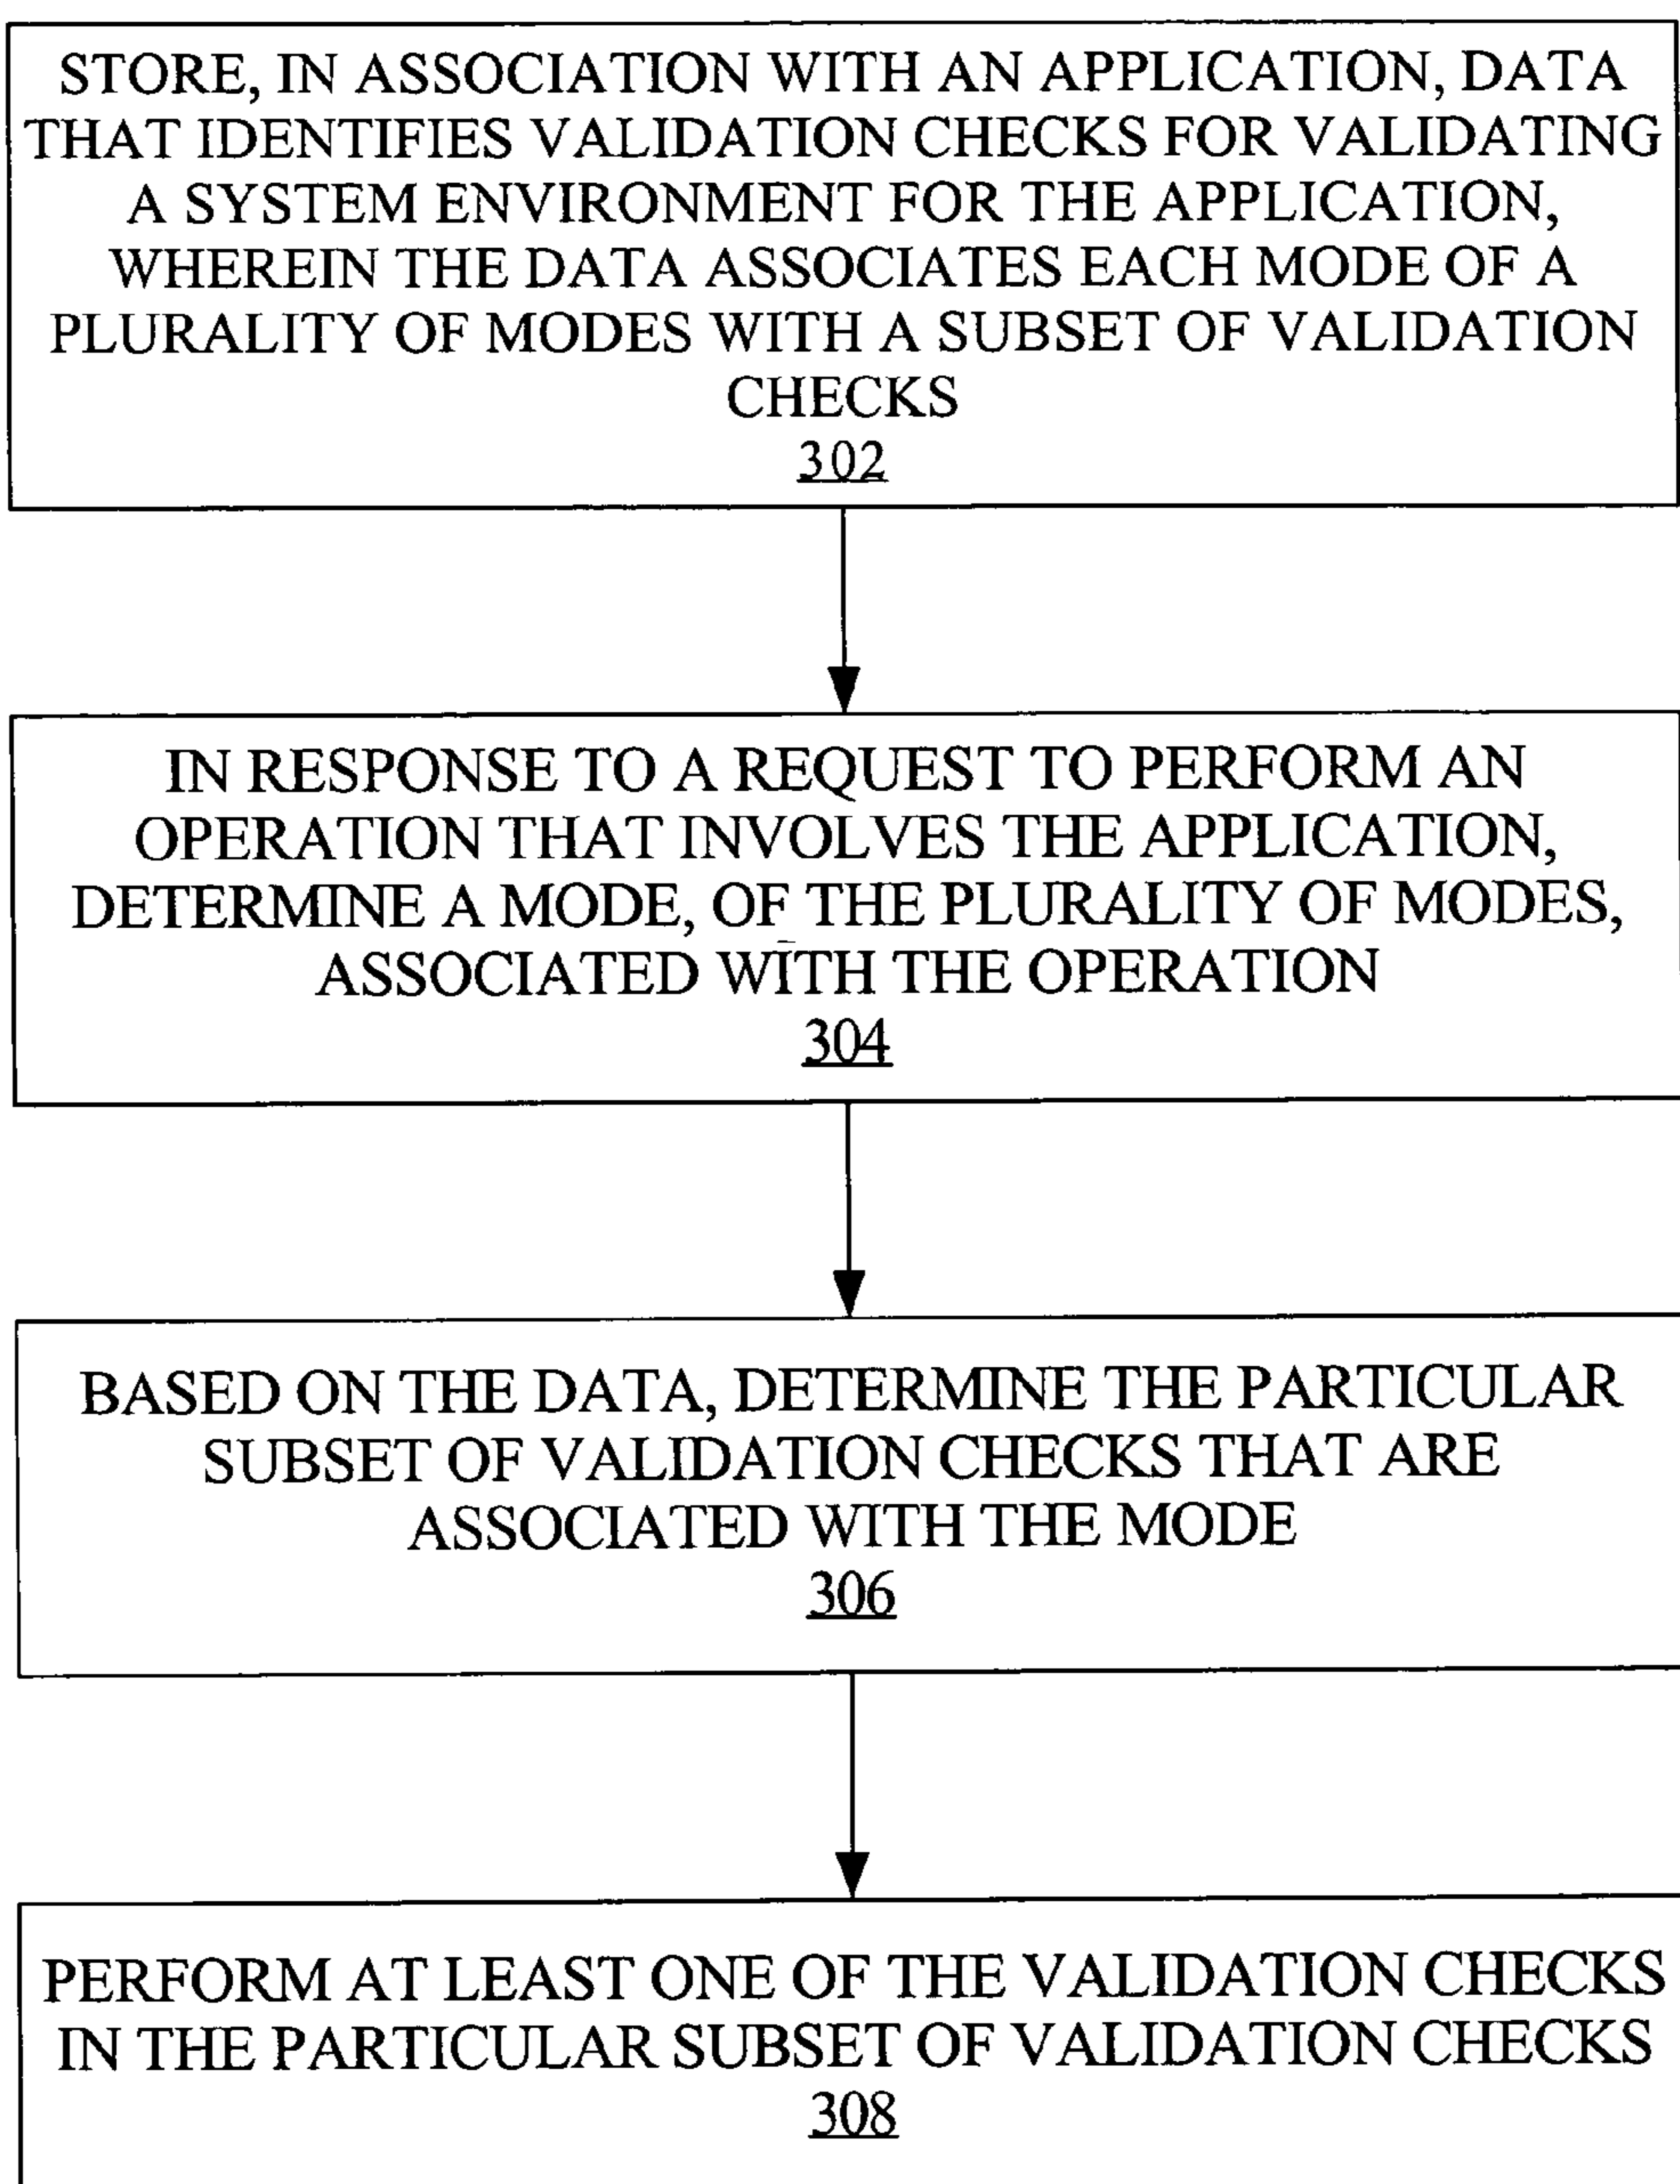 STORE, IN ASSOCIATION WITH AN APPLICATION, DATA
THAT IDENTIFIES VALIDATION CHECKS FOR VALIDATING
A SYSTEM ENVIRONMENT FOR THE APPLICATION,
WHEREIN THE DATA ASSOCIATES EACH MODE OF A
PLURALITY OF MODES WITH A SUBSET OF VALIDATION
CHECKS
302
IN RESPONSE TO A REQUEST TO PERFORM AN
OPERATION THAT INVOLVES THE APPLICATION,
DETERMINE A MODE, OF THE PLURALITY OF MODES,
ASSOCIATED WITH THE OPERATION
304
BASED ON THE DATA, DETERMINE THE PARTICULAR
SUBSET OF VALIDATION CHECKS THAT ARE
ASSOCIATED WITH THE MODE
306
PERFORM AT LEAST ONE OF THE VALIDATION CHECKS
IN THE PARTICULAR SUBSET OF VALIDATION CHECKS
308